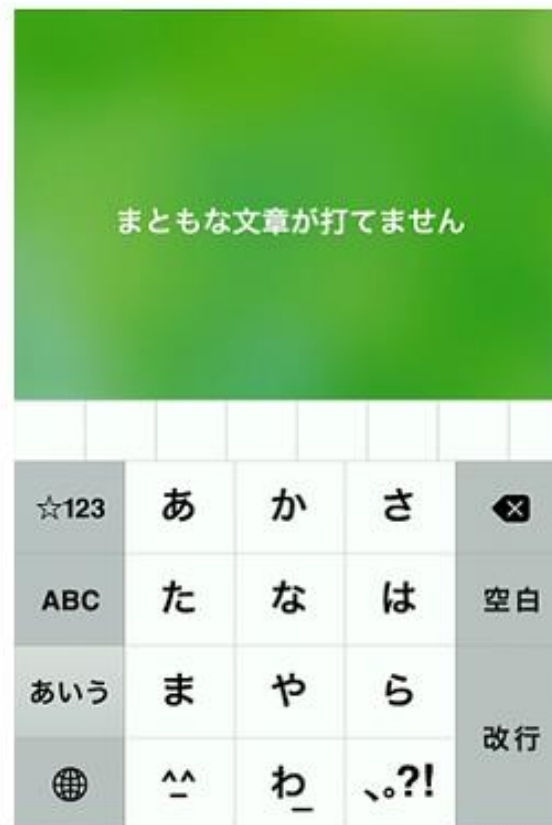 まともな文章が打てません
☆123 あ か さ
ABC た な は 空白
あいう ま や ら
改行
^_^ わ_ 、。?!